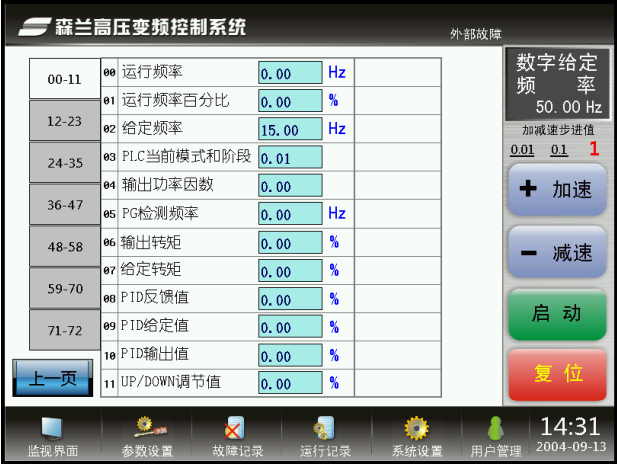 森兰高压变频控制系统
外部故障
00-11
12-23
24-35
36-47
48-58
59-70
71-72
上一页
00 运行频率 0.00 Hz
01 运行频率百分比 0.00 %
02 给定频率 15.00 Hz
03 PLC当前模式和阶段 0.01
04 输出功率因数 0.00
05 PG检测频率 0.00 Hz
06 输出转矩 0.00 %
07 给定转矩 0.00 %
08 PID反馈值 0.00 %
09 PID给定值 0.00 %
10 PID输出值 0.00 %
11 UP/DOWN调节值 0.00 %
数字给定
频 率
50.00 Hz
加减速步进值
0.01 0.1 1
+ 加速
- 减速
启 动
复 位
监视界面 参数设置 故障记录 运行记录 系统设置 用户管理
14:31
2004-09-13